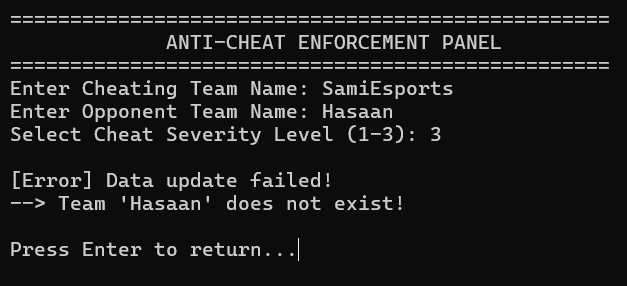 ==================================================
ANTI-CHEAT ENFORCEMENT PANEL
==================================================
Enter Cheating Team Name: SamiEsports
Enter Opponent Team Name: Hasaan
Select Cheat Severity Level (1-3): 3
[Error] Data update failed!
--> Team 'Hasaan' does not exist!
Press Enter to return...